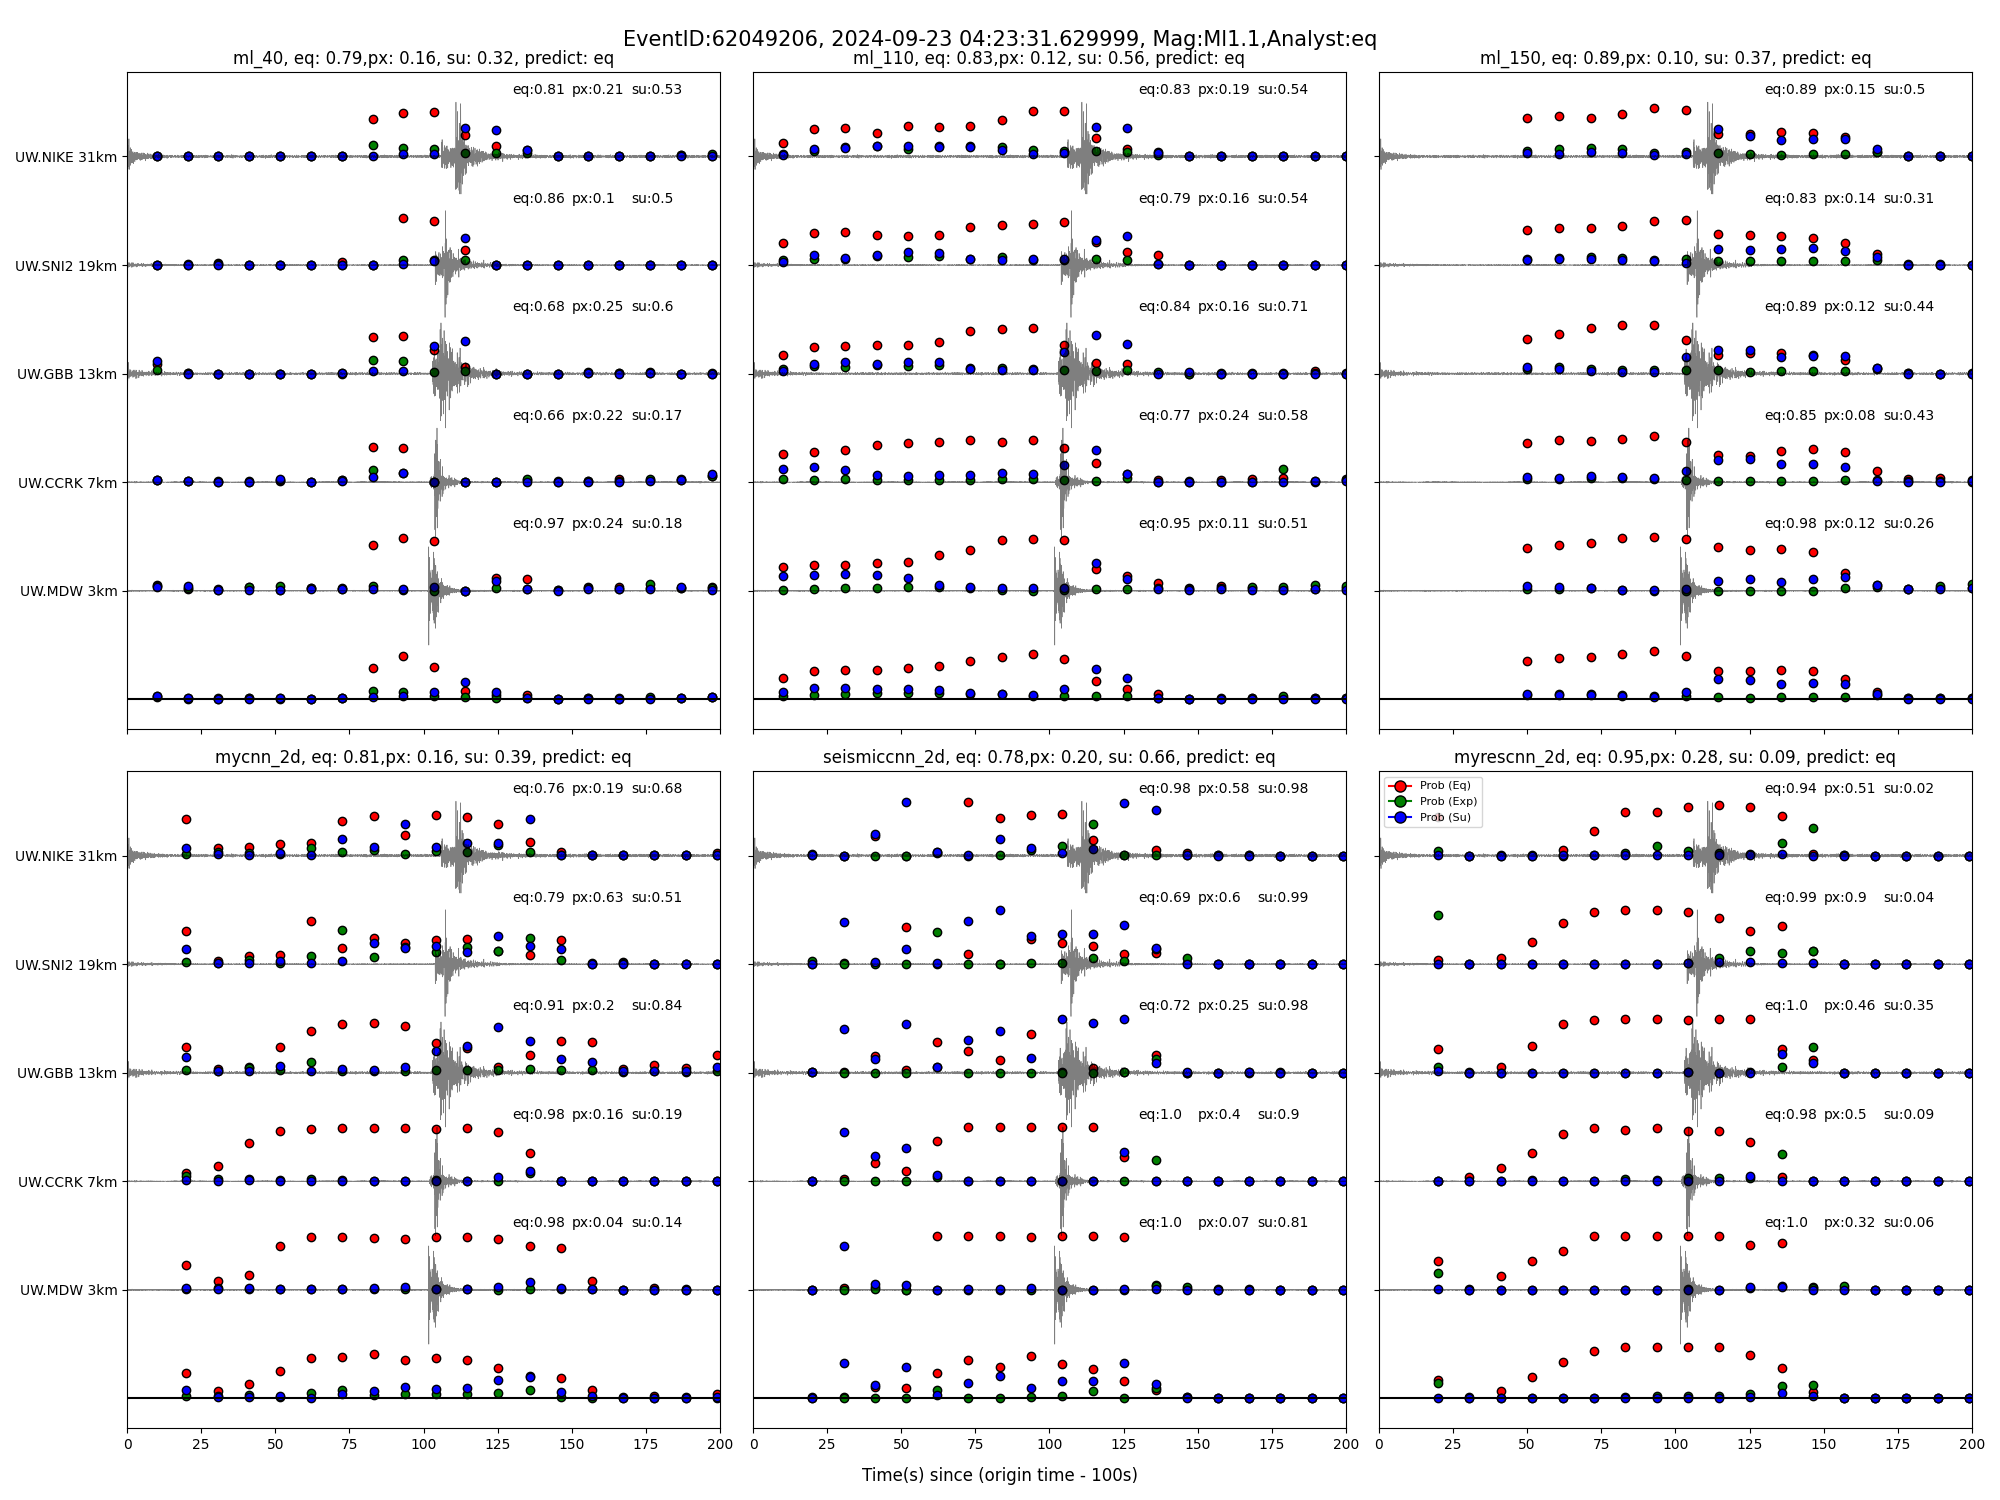 EventID:62049206, 2024-09-23 04:23:31.629999, Mag:Ml1.1,Analyst:eq
ml_40, eq: 0.79,px: 0.16, su: 0.32, predict: eq
eq:0.81 px:0.21 su:0.53
UW.NIKE 31km
eq:0.86 px:0.1 su:0.5
UW.SNI2 19km
eq:0.68 px:0.25 su:0.6
UW.GBB 13km
eq:0.66 px:0.22 su:0.17
UW.CCRK 7km
eq:0.97 px:0.24 su:0.18
UW.MDW 3km
ml_110, eq: 0.83,px: 0.12, su: 0.56, predict: eq
eq:0.83 px:0.19 su:0.54
eq:0.79 px:0.16 su:0.54
eq:0.84 px:0.16 su:0.71
eq:0.77 px:0.24 su:0.58
eq:0.95 px:0.11 su:0.51
ml_150, eq: 0.89,px: 0.10, su: 0.37, predict: eq
eq:0.89 px:0.15 su:0.5
eq:0.83 px:0.14 su:0.31
eq:0.89 px:0.12 su:0.44
eq:0.85 px:0.08 su:0.43
eq:0.98 px:0.12 su:0.26
mycnn_2d, eq: 0.81,px: 0.16, su: 0.39, predict: eq
eq:0.76 px:0.19 su:0.68
UW.NIKE 31km
eq:0.79 px:0.63 su:0.51
UW.SNI2 19km
eq:0.91 px:0.2 su:0.84
UW.GBB 13km
eq:0.98 px:0.16 su:0.19
UW.CCRK 7km
eq:0.98 px:0.04 su:0.14
UW.MDW 3km
0 25 50 75 100 125 150 175 200
seismiccnn_2d, eq: 0.78,px: 0.20, su: 0.66, predict: eq
eq:0.98 px:0.58 su:0.98
eq:0.69 px:0.6 su:0.99
eq:0.72 px:0.25 su:0.98
eq:1.0 px:0.4 su:0.9
eq:1.0 px:0.07 su:0.81
0 25 50 75 100 125 150 175 200
myrescnn_2d, eq: 0.95,px: 0.28, su: 0.09, predict: eq
Prob (Eq)
Prob (Exp)
Prob (Su)
eq:0.94 px:0.51 su:0.02
eq:0.99 px:0.9 su:0.04
eq:1.0 px:0.46 su:0.35
eq:0.98 px:0.5 su:0.09
eq:1.0 px:0.32 su:0.06
0 25 50 75 100 125 150 175 200
Time(s) since (origin time - 100s)